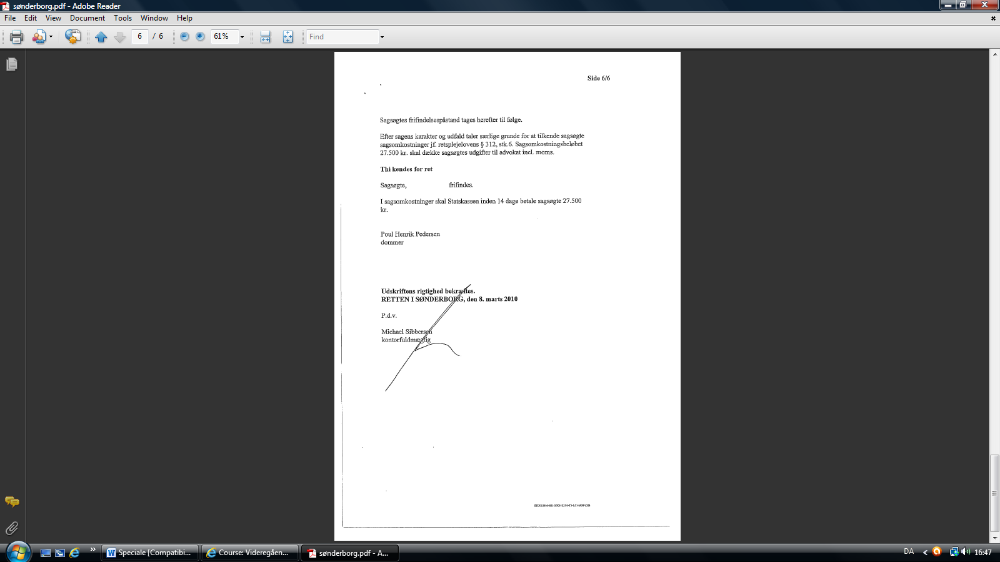 sønderborg.pdf - Adobe Reader
File Edit View Document Tools Window Help
6 / 6 61% Find
Side 6/6
Sagsøgtes frifindelsespåstand tages herefter til følge.
Efter sagens karakter og udfald taler særlige grunde for at tilkende sagsøgte
sagsomkostninger jf. retsplejelovens § 312, stk.6. Sagsomkostningsbeløbet
27.500 kr. skal dække sagsøgtes udgifter til advokat incl. moms.
Thi kendes for ret
Sagsøgte, frifindes.
I sagsomkostninger skal Statskassen inden 14 dage betale sagsøgte 27.500
kr.
Poul Henrik Pedersen
dommer
Udskriftens rigtighed bekræftes.
RETTEN I SØNDERBORG, den 8. marts 2010
P.d.v.
Michael Sibbersen
kontorfuldmægtig
Speciale [Compatibi... Course: Videregåen... sønderborg.pdf - A... DA 16:47